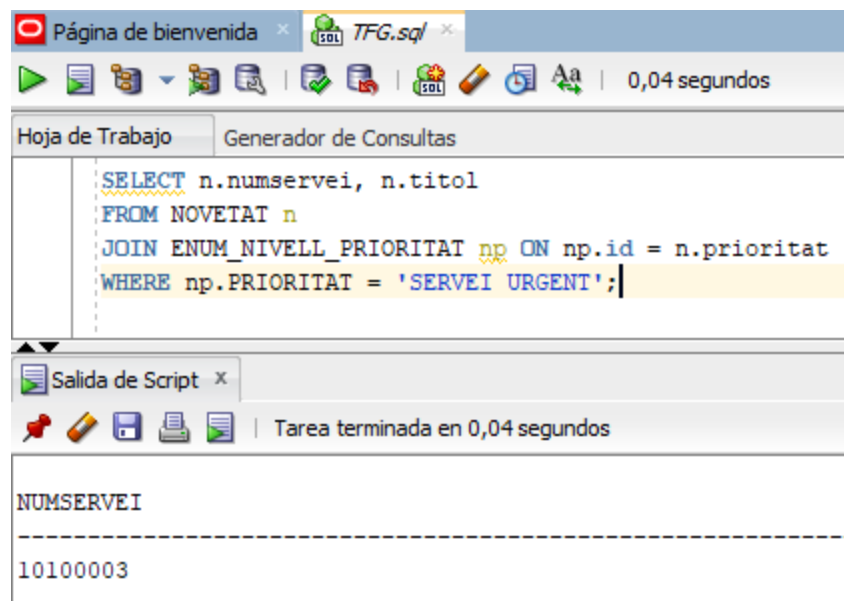 Página de bienvenida TFG.sql
0,04 segundos
Hoja de Trabajo Generador de Consultas
SELECT n.numservei, n.titol
FROM NOVETAT n
JOIN ENUM_NIVELL_PRIORITAT np ON np.id = n.prioritat
WHERE np.PRIORITAT = 'SERVEI URGENT';
Salida de Script x
Tarea terminada en 0,04 segundos
NUMSERVEI
--------------------------------------------------------------------------------
10100003